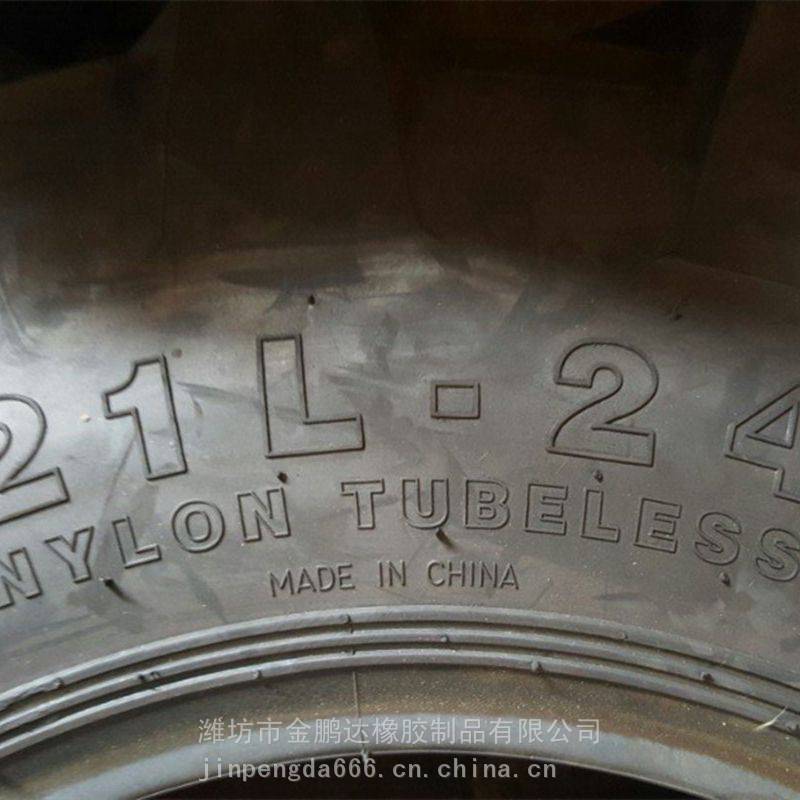 21L-24
NYLON TUBELESS
MADE IN CHINA
潍坊市金鹏达橡胶制品有限公司
jinpengda666.cn.china.cn